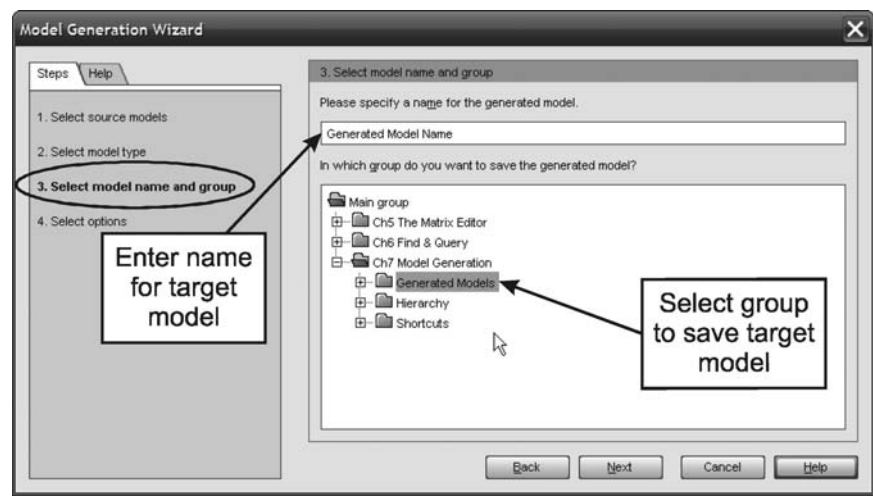 Model Generation Wizard
Steps Help
1. Select source models
2. Select model type
3. Select model name and group
4. Select options
Enter name
for target
model
3. Select model name and group
Please specify a name for the generated model.
Generated Model Name
In which group do you want to save the generated model?
Main group
Ch5 The Matrix Editor
Ch6 Find & Query
Ch7 Model Generation
Generated Models
Hierarchy
Shortcuts
Select group
to save target
model
Back Next Cancel Help